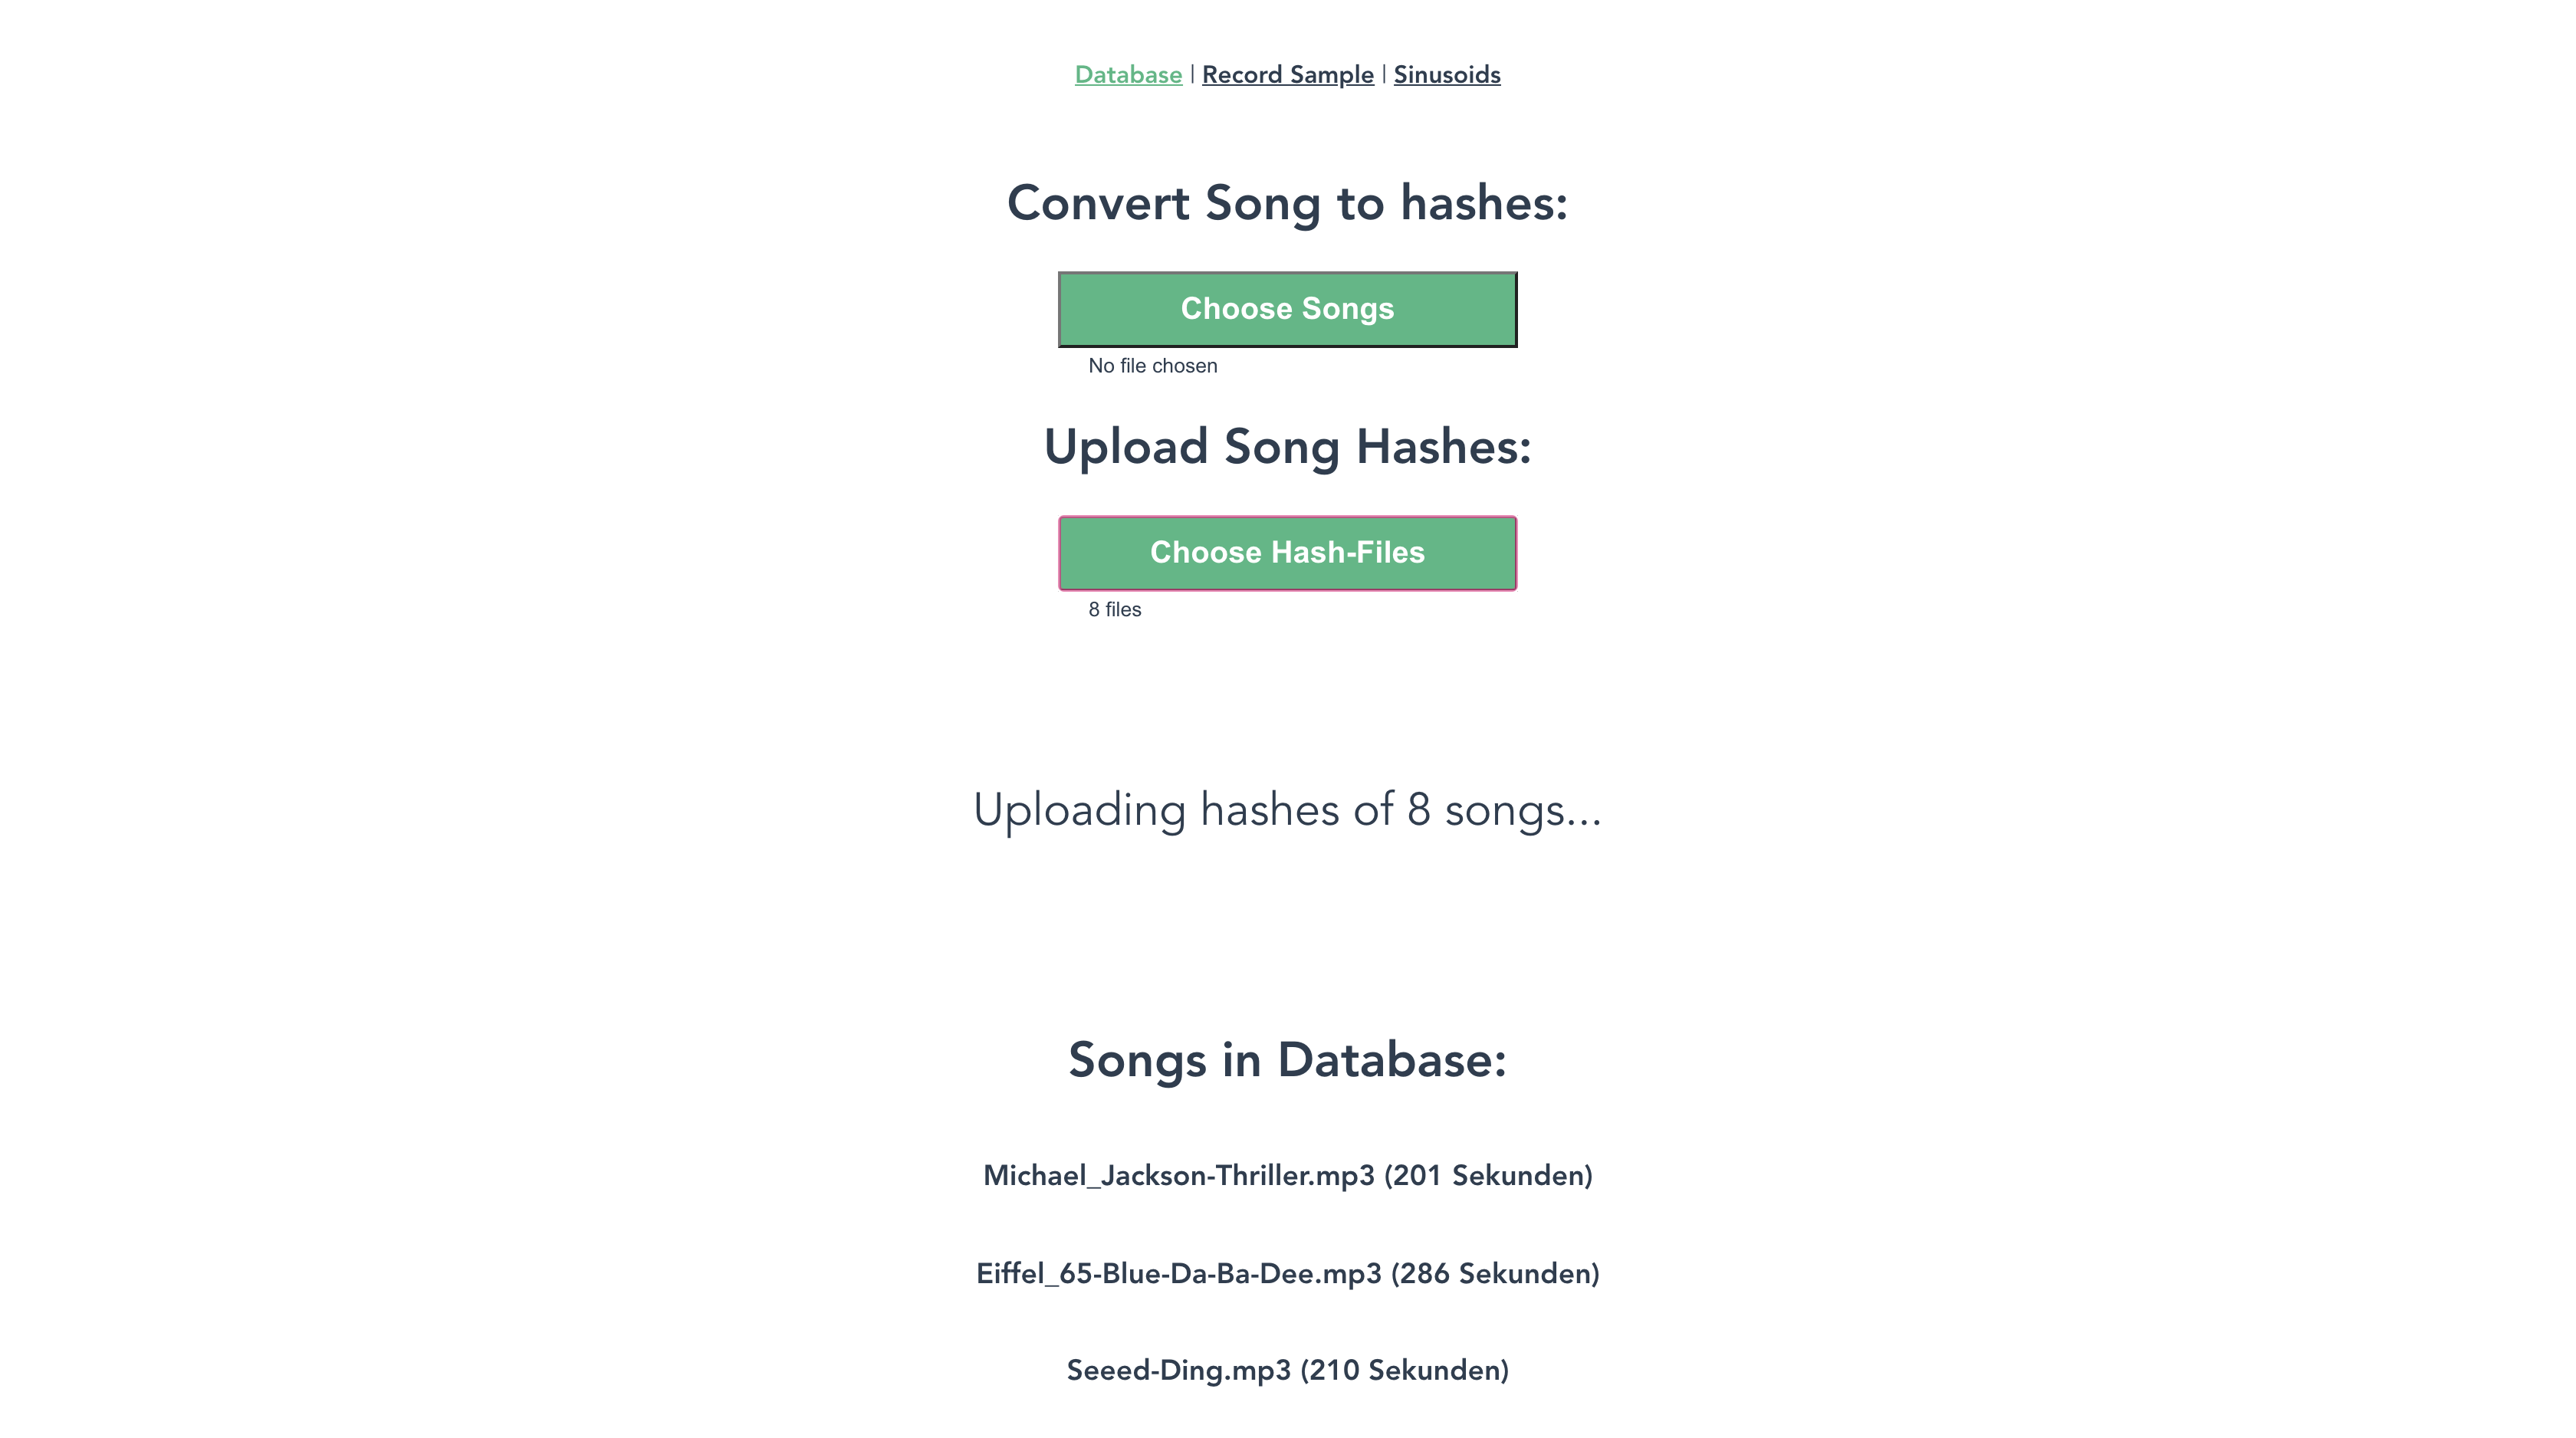 Database | Record Sample | Sinusoids
Convert Song to hashes:
Choose Songs
No file chosen
Upload Song Hashes:
Choose Hash-Files
8 files
Uploading hashes of 8 songs...
Songs in Database:
Michael_Jackson-Thriller.mp3 (201 Sekunden)
Eiffel_65-Blue-Da-Ba-Dee.mp3 (286 Sekunden)
Seeed-Ding.mp3 (210 Sekunden)